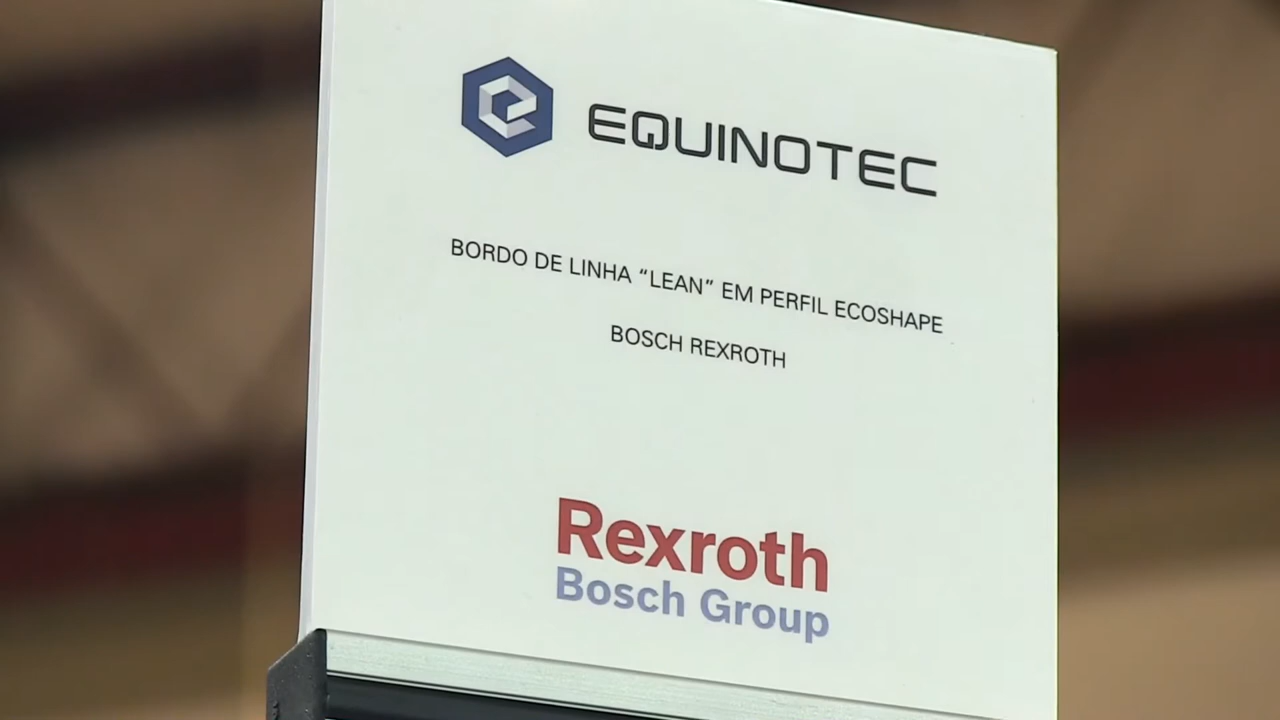 EQUINOTEC
BORDO DE LINHA “LEAN” EM PERFIL ECOSHAPE
BOSCH REXROTH
Rexroth
Bosch Group